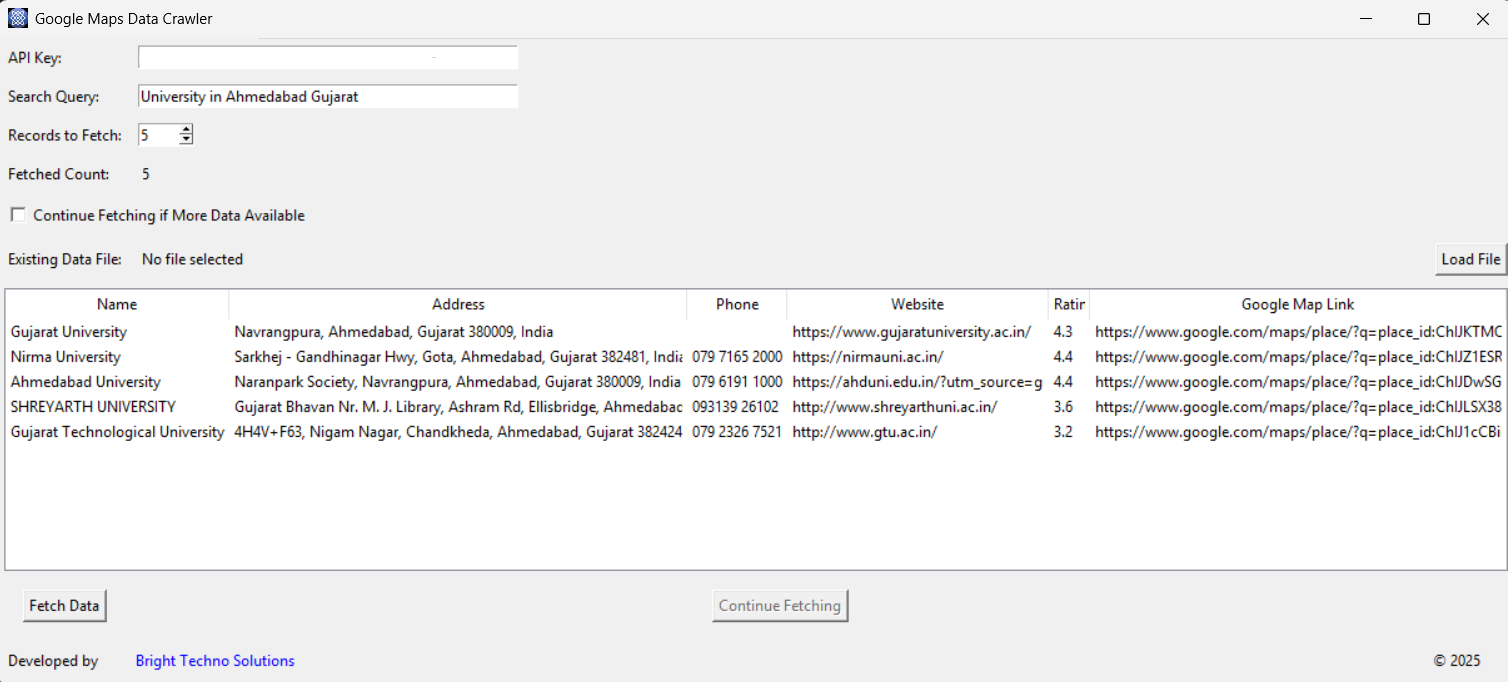 Google Maps Data Crawler
API Key:
Search Query: University in Ahmedabad Gujarat
Records to Fetch: 5
Fetched Count: 5
Continue Fetching if More Data Available
Existing Data File: No file selected Load File
Name Address Phone Website Ratin Google Map Link
Gujarat University Navrangpura, Ahmedabad, Gujarat 380009, India https://www.gujaratuniversity.ac.in/ 4.3 https://www.google.com/maps/place/?q=place_id:ChIJKTMC
Nirma University Sarkhej - Gandhinagar Hwy, Gota, Ahmedabad, Gujarat 382481, India 079 7165 2000 https://nirmauni.ac.in/ 4.4 https://www.google.com/maps/place/?q=place_id:ChIJZ1ESR
Ahmedabad University Naranpark Society, Navrangpura, Ahmedabad, Gujarat 380009, India 079 6191 1000 https://ahduni.edu.in/?utm_source=g 4.4 https://www.google.com/maps/place/?q=place_id:ChIJDwSG
SHREYARTH UNIVERSITY Gujarat Bhavan Nr. M. J. Library, Ashram Rd, Ellisbridge, Ahmedabad 093139 26102 http://www.shreyarthuni.ac.in/ 3.6 https://www.google.com/maps/place/?q=place_id:ChIJLSX38
Gujarat Technological University 4H4V+F63, Nigam Nagar, Chandkheda, Ahmedabad, Gujarat 382424 079 2326 7521 http://www.gtu.ac.in/ 3.2 https://www.google.com/maps/place/?q=place_id:ChIJ1cCBi
Fetch Data Continue Fetching
Developed by Bright Techno Solutions © 2025